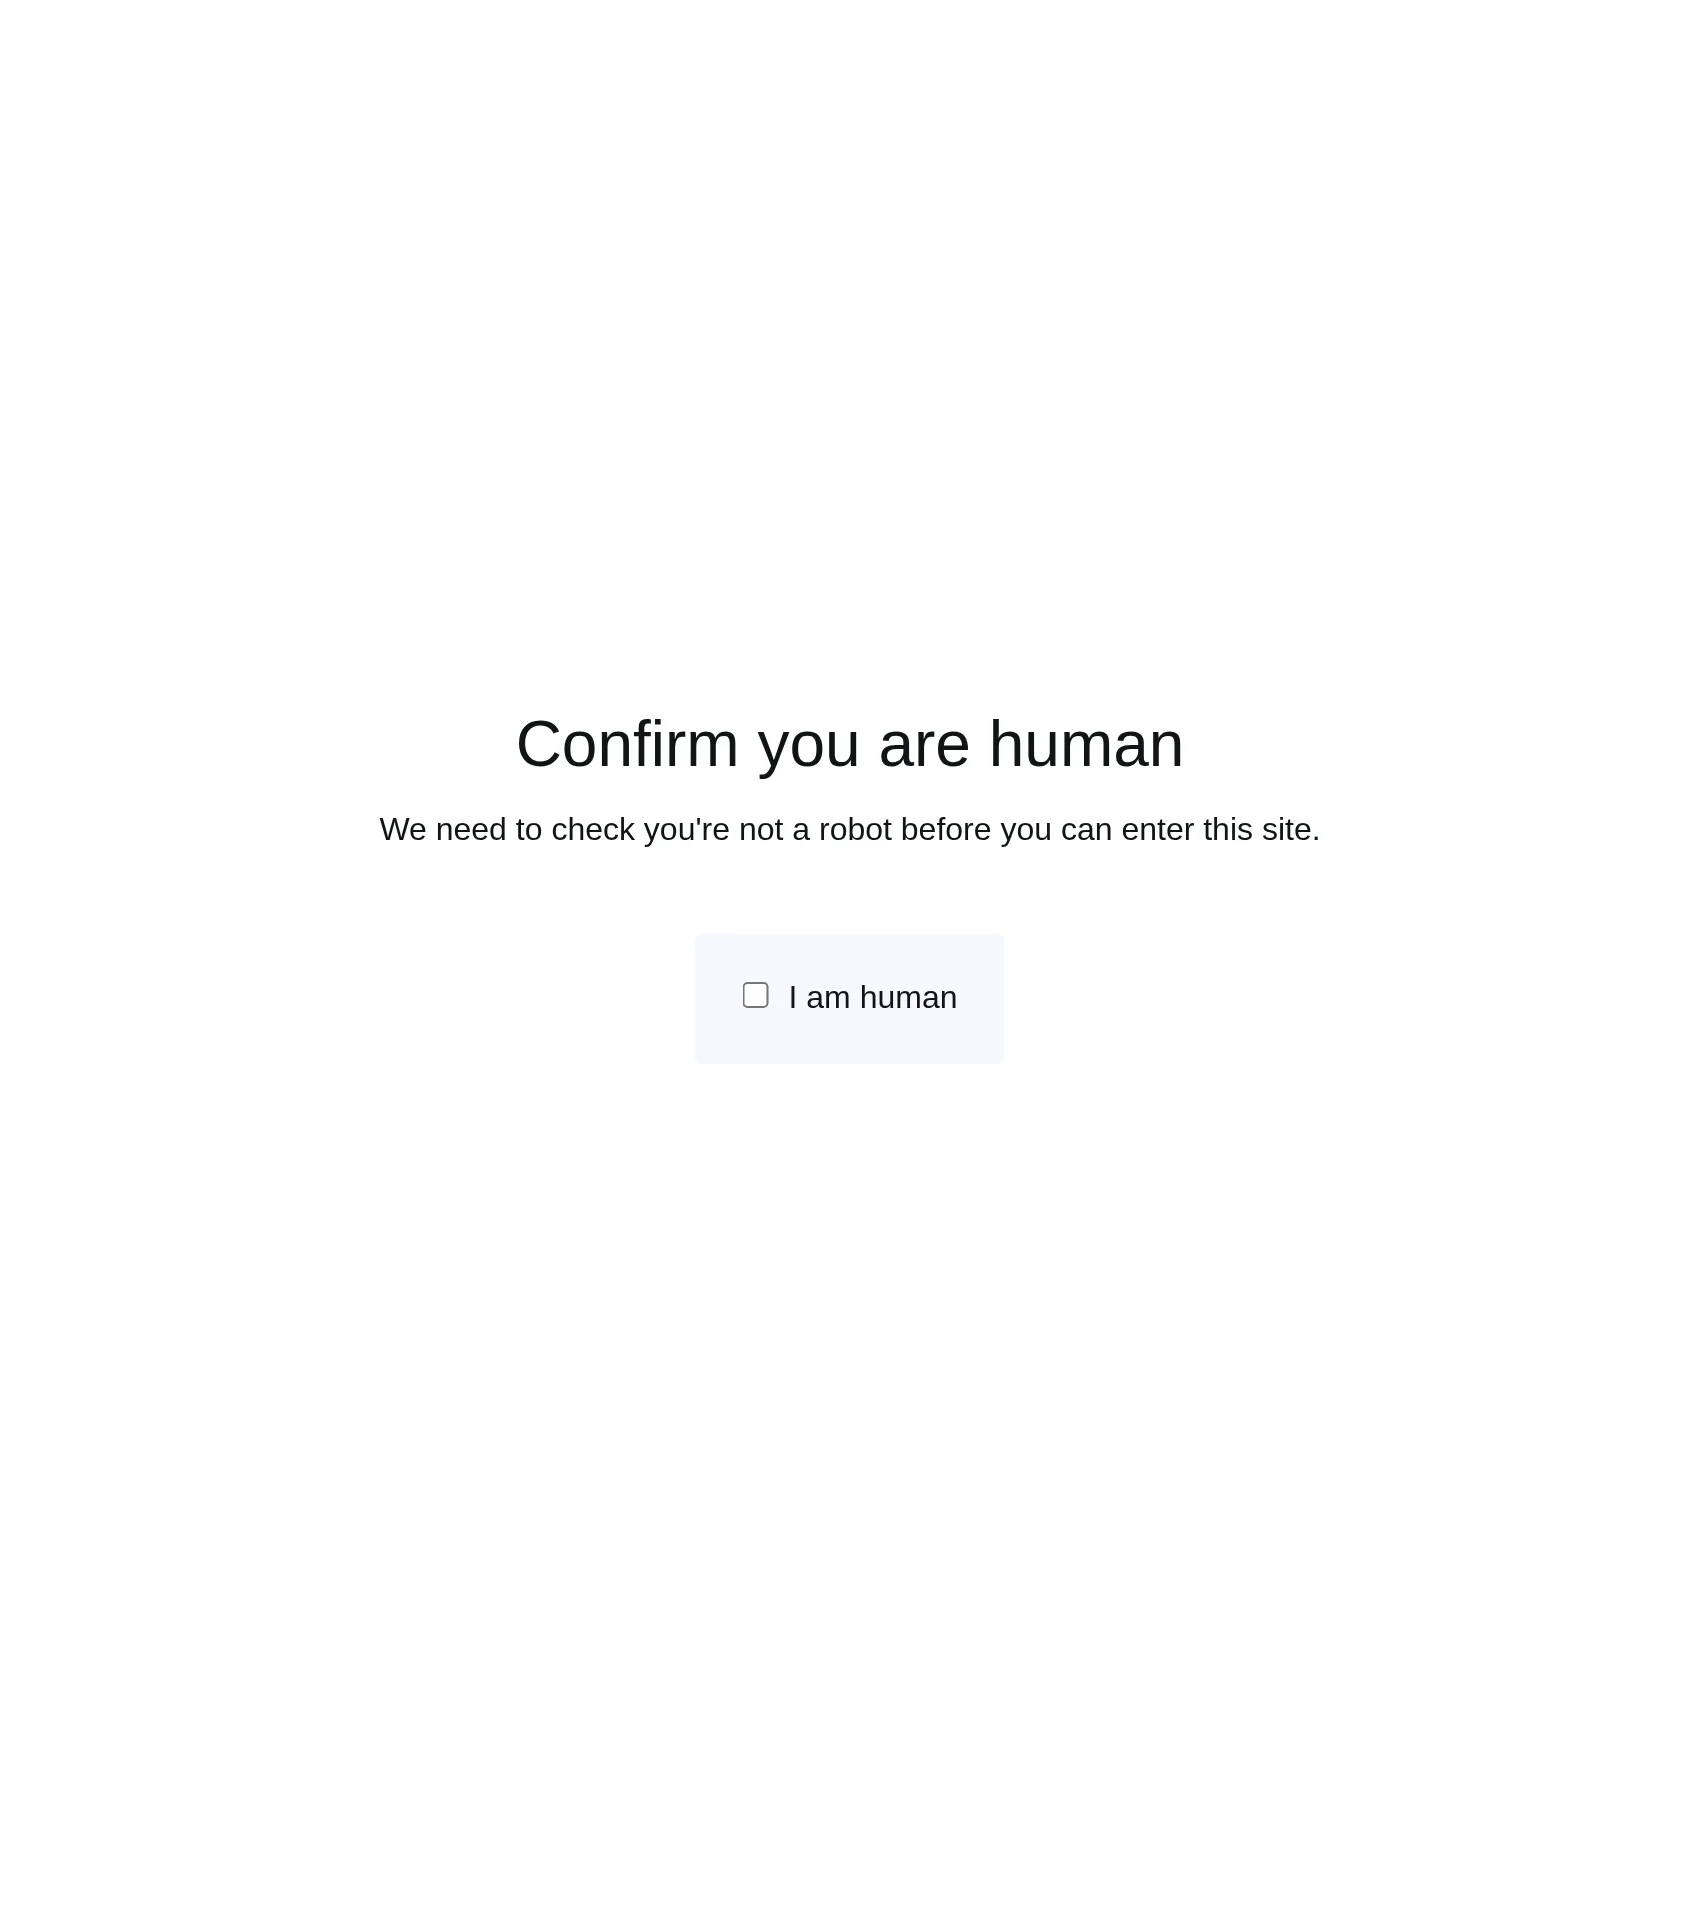 Confirm you are human
We need to check you're not a robot before you can enter this site.
I am human